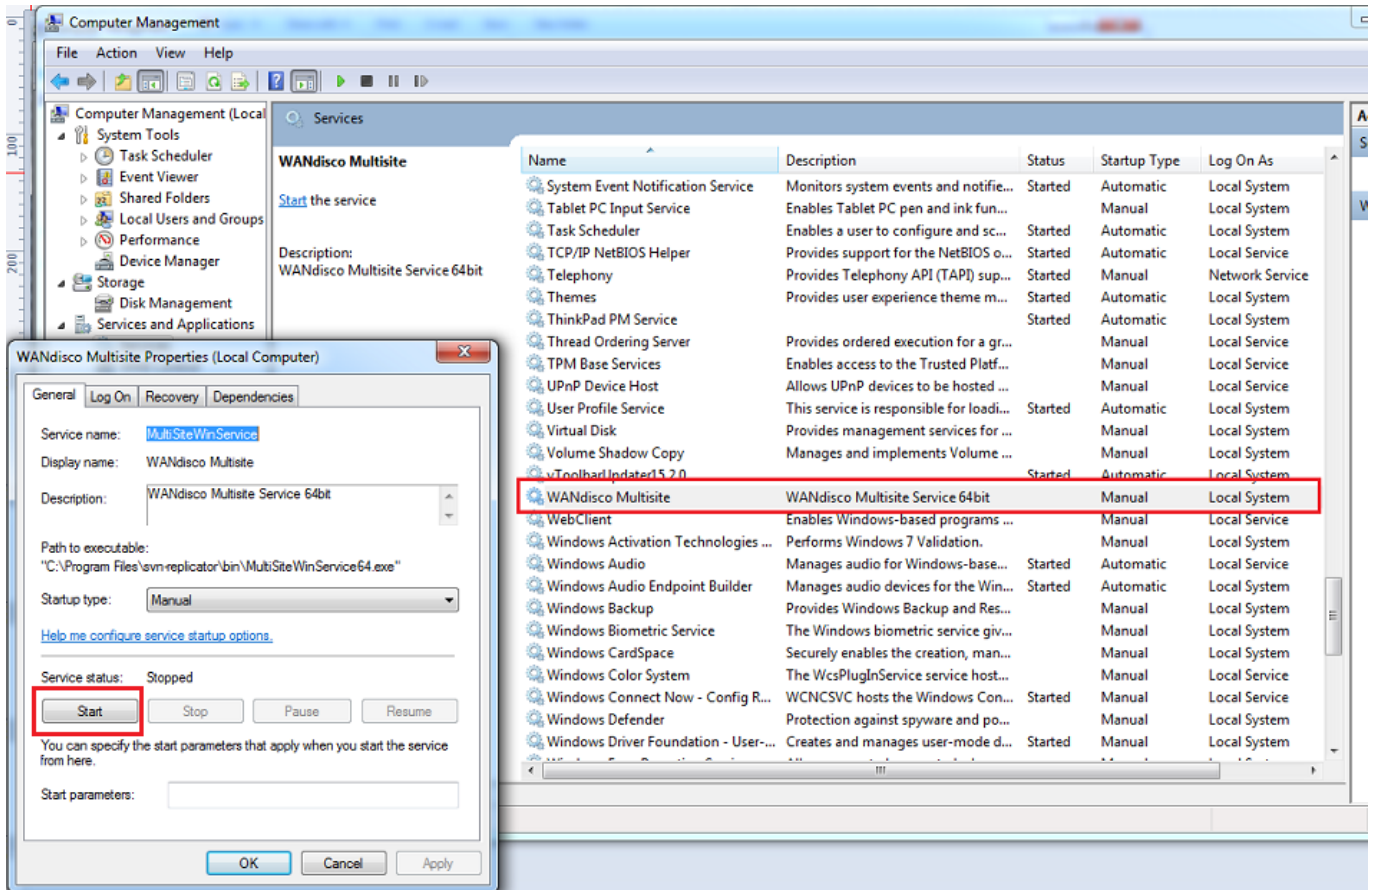 Computer Management
File Action View Help
Computer Management (Local
System Tools
Task Scheduler
Event Viewer
Shared Folders
Local Users and Groups
Performance
Device Manager
Storage
Disk Management
Services and Applications
Services
WANdisco Multisite
Start the service
Description:
WANdisco Multisite Service 64bit
Name Description Status Startup Type Log On As
System Event Notification Service Monitors system events and notifie... Started Automatic Local System
Tablet PC Input Service Enables Tablet PC pen and ink fun... Manual Local System
Task Scheduler Enables a user to configure and sc... Started Automatic Local System
TCP/IP NetBIOS Helper Provides support for the NetBIOS o... Started Automatic Local Service
Telephony Provides Telephony API (TAPI) sup... Started Manual Network Service
Themes Provides user experience theme m... Started Automatic Local System
ThinkPad PM Service Started Automatic Local System
Thread Ordering Server Provides ordered execution for a gr... Manual Local Service
TPM Base Services Enables access to the Trusted Platf... Manual Local Service
UPnP Device Host Allows UPnP devices to be hosted ... Manual Local Service
User Profile Service This service is responsible for loadi... Started Automatic Local System
Virtual Disk Provides management services for ... Manual Local System
Volume Shadow Copy Manages and implements Volume ... Manual Local System
vToolbarUpdater15.2.0 Started Automatic Local System
WANdisco Multisite WANdisco Multisite Service 64bit Manual Local System
WebClient Enables Windows-based programs ... Manual Local Service
Windows Activation Technologies ... Performs Windows 7 Validation. Manual Local System
Windows Audio Manages audio for Windows-base... Started Automatic Local Service
Windows Audio Endpoint Builder Manages audio devices for the Win... Started Automatic Local System
Windows Backup Provides Windows Backup and Res... Manual Local System
Windows Biometric Service The Windows biometric service giv... Manual Local System
Windows CardSpace Securely enables the creation, man... Manual Local System
Windows Color System The WcsPlugInService service host... Manual Local Service
Windows Connect Now - Config R... WCNCSVC hosts the Windows Con... Started Manual Local Service
Windows Defender Protection against spyware and po... Manual Local System
Windows Driver Foundation - User-... Creates and manages user-mode d... Started Manual Local System
WANdisco Multisite Properties (Local Computer)
General Log On Recovery Dependencies
Service name: MultiSiteWinService
Display name: WANdisco Multisite
Description: WANdisco Multisite Service 64bit
Path to executable:
"C:\Program Files\svn-replicator\bin\MultiSiteWinService64.exe"
Startup type: Manual
Help me configure service startup options.
Service status: Stopped
Start Stop Pause Resume
You can specify the start parameters that apply when you start the service
from here.
Start parameters:
OK Cancel Apply
100
200